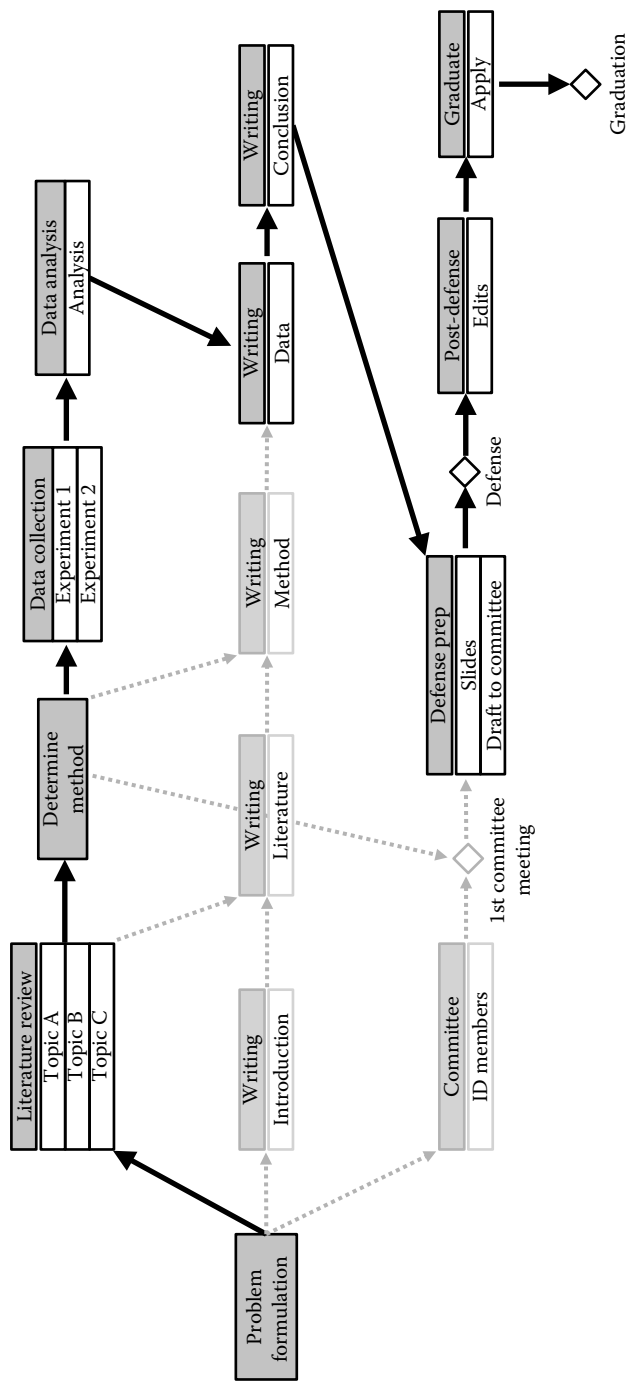 Problem
formulation
Literature review
Topic A
Topic B
Topic C
Determine
method
Data collection
Experiment 1
Experiment 2
Data analysis
Analysis
Writing
Introduction
Writing
Literature
Writing
Method
Writing
Data
Writing
Conclusion
Committee
ID members
1st committee
meeting
Defense prep
Slides
Draft to committee
Defense
Post-defense
Edits
Graduate
Apply
Graduation